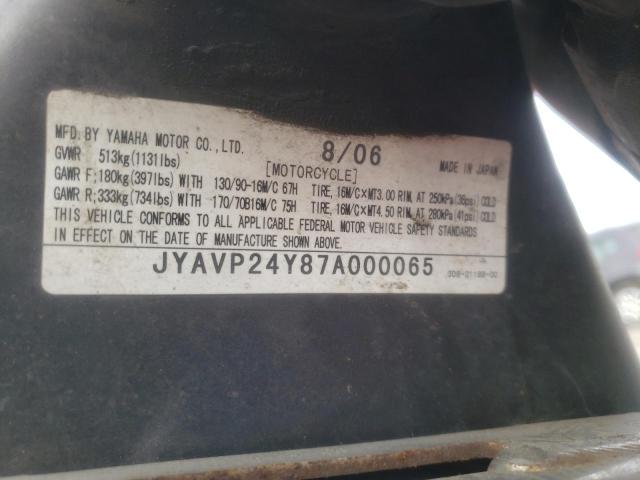 MFD. BY YAMAHA MOTOR CO., LTD. 8/06 MADE IN JAPAN
GVWR 513kg(1131lbs) [MOTORCYCLE]
GAWR F;180kg(397lbs) WITH 130/90-16M/C 67H TIRE, 16M/C×MT3.00 RIM, AT 250kPa(36psi) COLD
GAWR R;333kg(734lbs) WITH 170/70B16M/C 75H TIRE, 16M/C×MT4.50 RIM, AT 280kPa(41psi) COLD
THIS VEHICLE CONFORMS TO ALL APPLICABLE FEDERAL MOTOR VEHICLE SAFETY STANDARDS
IN EFFECT ON THE DATE OF MANUFACTURE SHOWN ABOVE.
JYAVP24Y87A000065